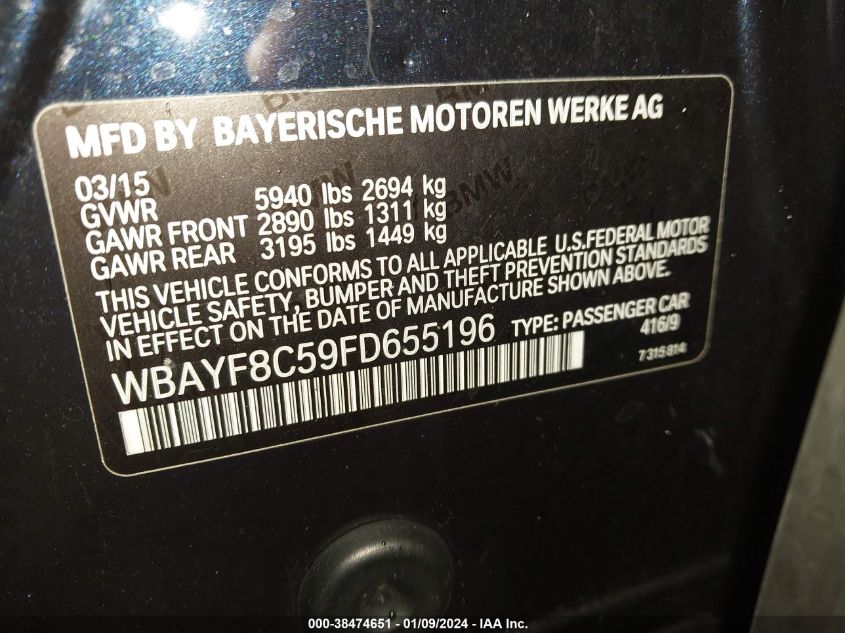 MFD BY BAYERISCHE MOTOREN WERKE AG
03/15
GVWR 5940 lbs 2694 kg
GAWR FRONT 2890 lbs 1311 kg
GAWR REAR 3195 lbs 1449 kg
THIS VEHICLE CONFORMS TO ALL APPLICABLE U.S.FEDERAL MOTOR
VEHICLE SAFETY, BUMPER AND THEFT PREVENTION STANDARDS
IN EFFECT ON THE DATE OF MANUFACTURE SHOWN ABOVE.
WBAYF8C59FD655196 TYPE: PASSENGER CAR
416/9
7 315 814
BMW
000-38474651 | 01/09/2024 - IAA Inc.